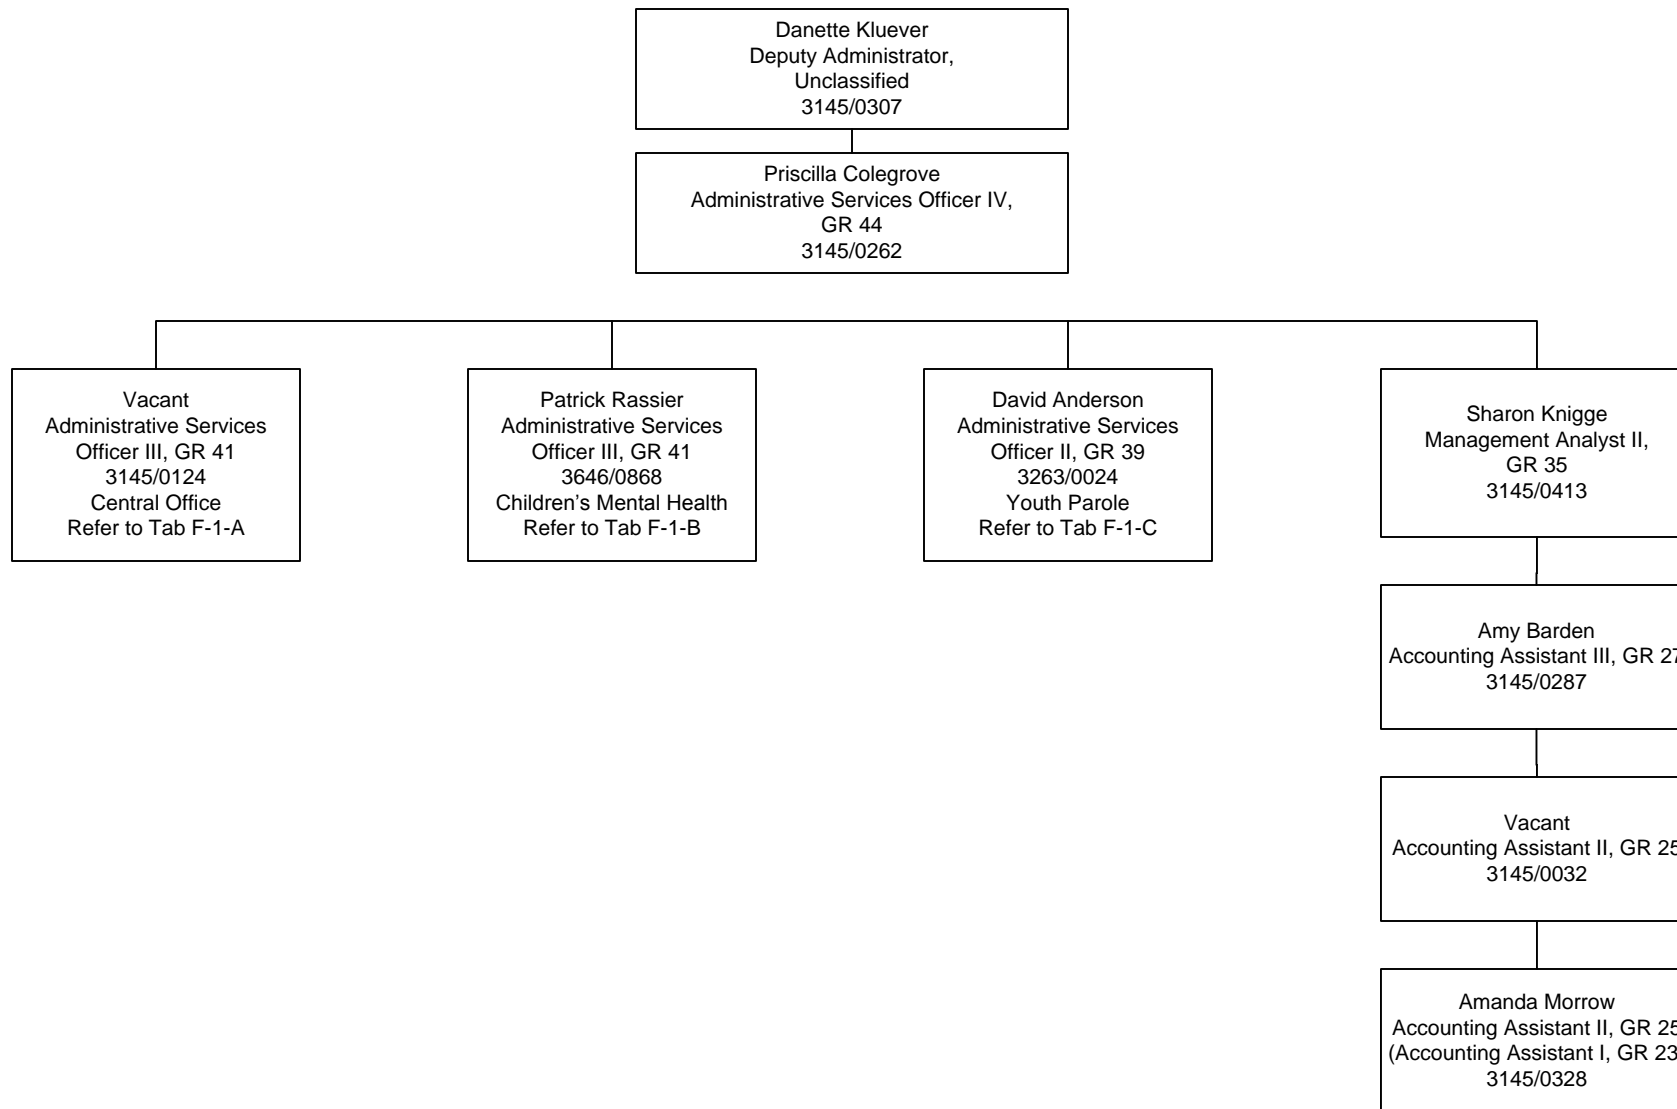 Danette Kluever
Deputy Administrator,
Unclassified
3145/0307
Priscilla Colegrove
Administrative Services Officer IV,
GR 44
3145/0262
Vacant
Administrative Services
Officer III, GR 41
3145/0124
Central Office
Refer to Tab F-1-A
Patrick Rassier
Administrative Services
Officer III, GR 41
3646/0868
Children’s Mental Health
Refer to Tab F-1-B
David Anderson
Administrative Services
Officer II, GR 39
3263/0024
Youth Parole
Refer to Tab F-1-C
Sharon Knigge
Management Analyst II,
GR 35
3145/0413
Amy Barden
Accounting Assistant III, GR 27
3145/0287
Vacant
Accounting Assistant II, GR 25
3145/0032
Amanda Morrow
Accounting Assistant II, GR 25
(Accounting Assistant I, GR 23
3145/0328